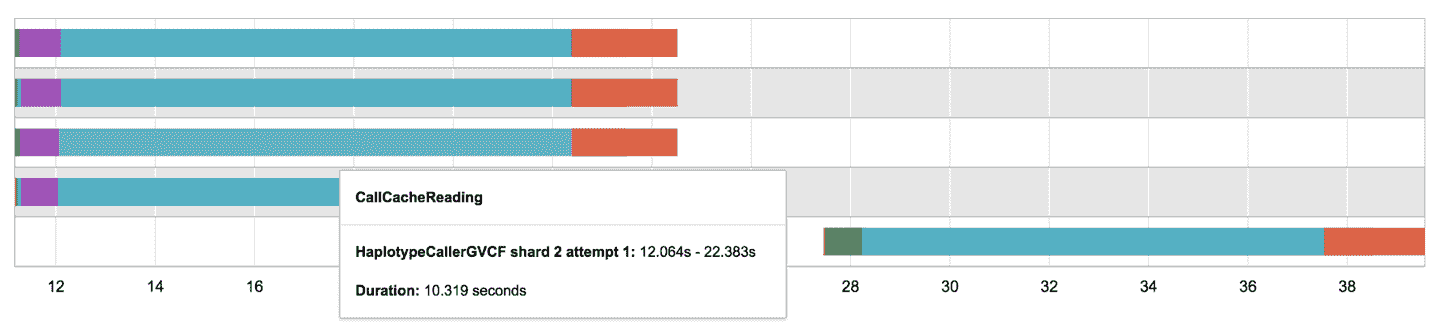 CallCacheReading
HaplotypeCallerGVCF shard 2 attempt 1: 12.064s - 22.383s
Duration: 10.319 seconds
12 14 16 28 30 32 34 36 38